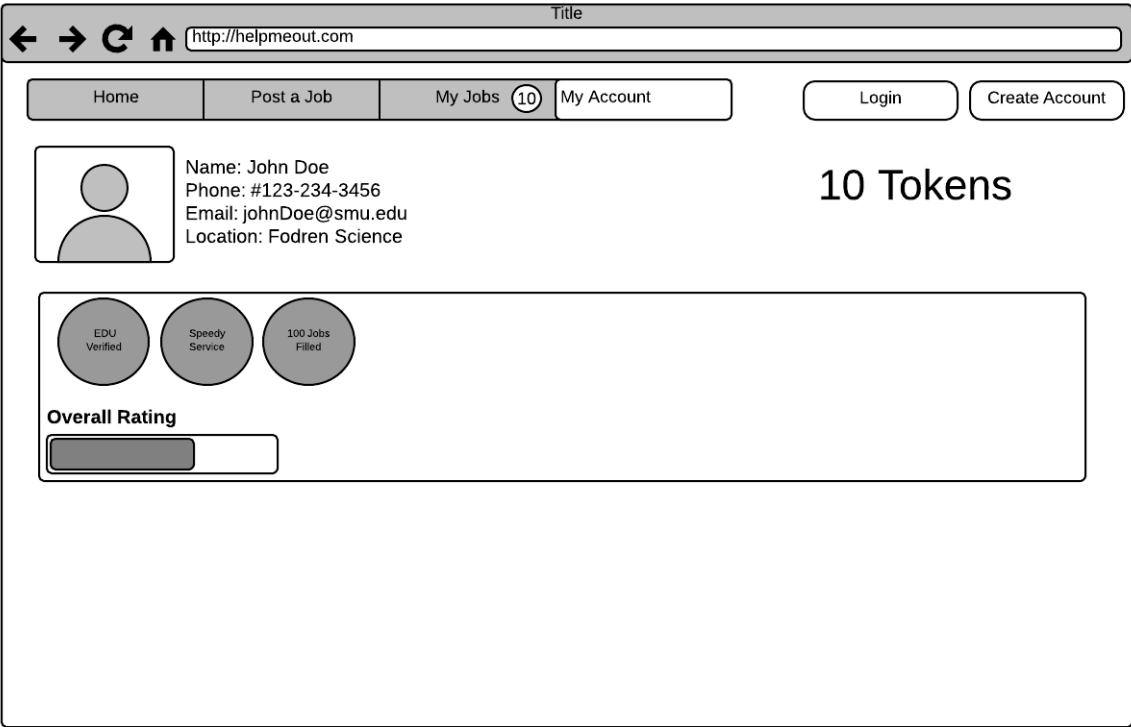 Title
http://helpmeout.com
Home
Post a Job
My Jobs
10
My Account
Login
Create Account
Name: John Doe
Phone: #123-234-3456
Email: johnDoe@smu.edu
Location: Fodren Science
10 Tokens
EDU
Verified
Speedy
Service
100 Jobs
Filled
Overall Rating